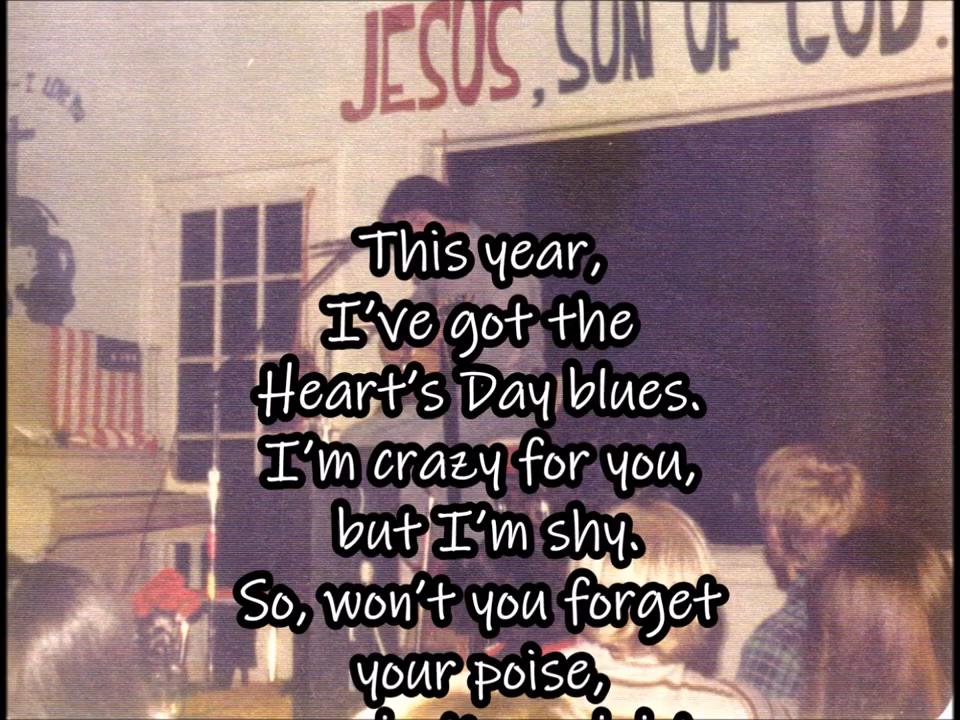 JESUS, SON OF GOD.
I LOVE
This year,
I've got the
Heart's Day blues.
I'm crazy for you,
but I'm shy.
So, won't you forget
your poise,